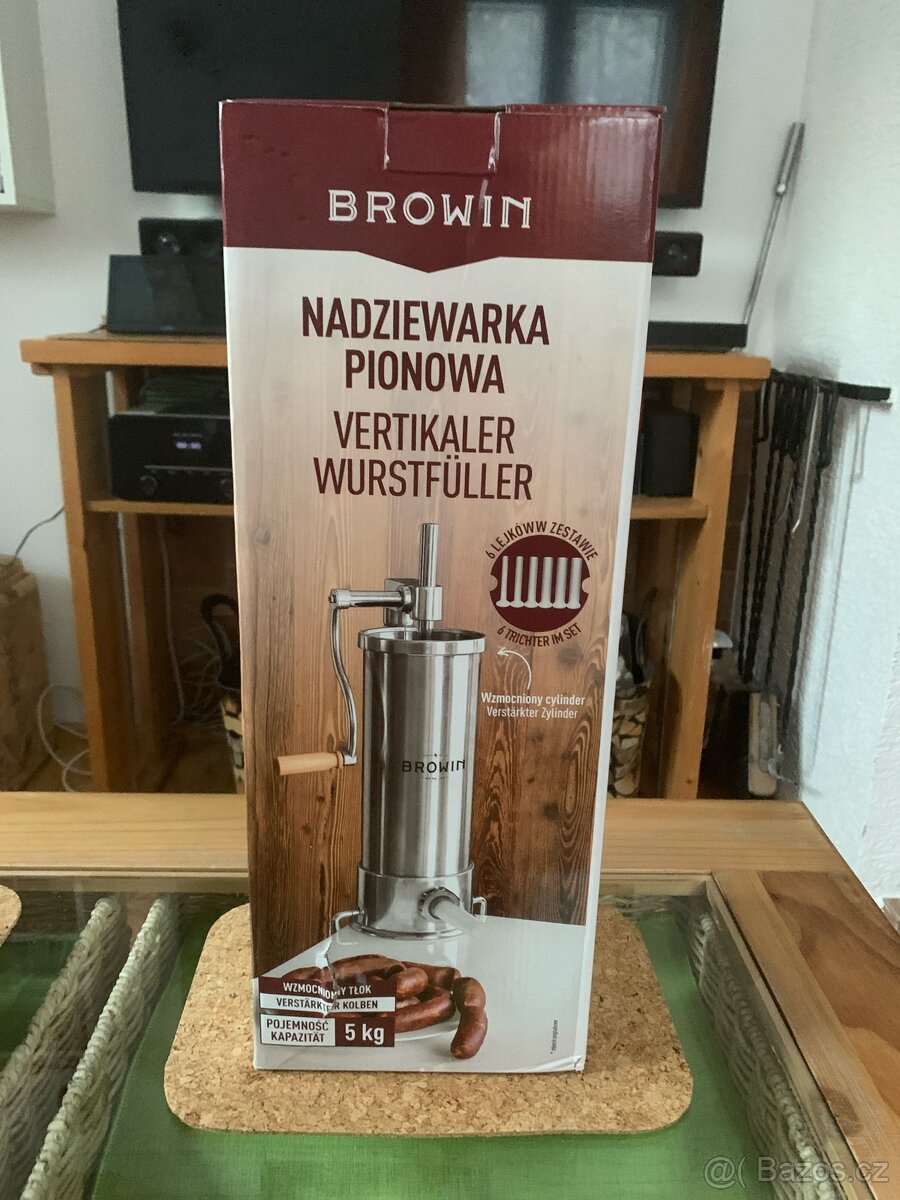 BROWIN
NADZIEWARKA
PIONOWA
VERTIKALER
WURSTFÜLLER
6 LEJKÓW W ZESTAWIE
6 TRICHTER IM SET
Wzmocniony cylinder
Verstärkter Zylinder
BROWIN
WZMOCNIONY TŁOK
VERSTÄRKTER KOLBEN
POJEMNOŚĆ
KAPAZITÄT
5 kg
@( Bazos.cz